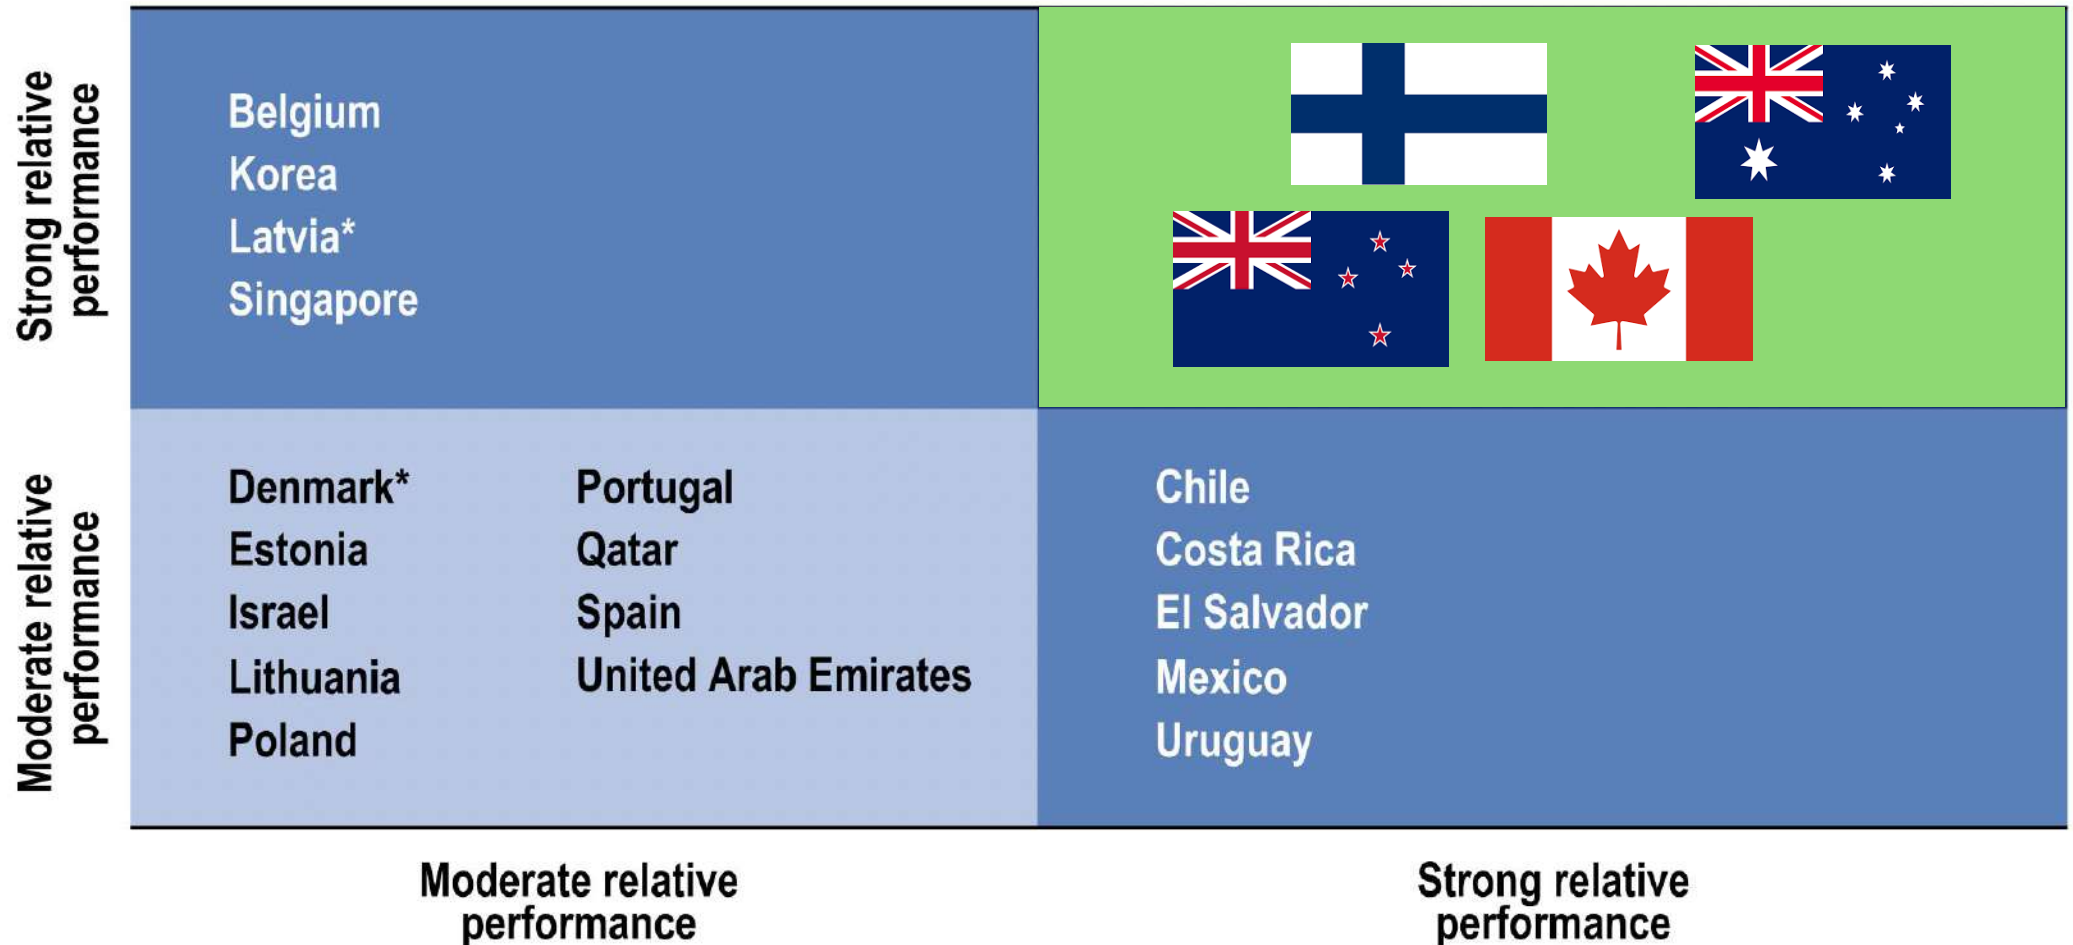 Strong relative
performance
Belgium
Korea
Latvia*
Singapore
Moderate relative
performance
Denmark*
Estonia
Israel
Lithuania
Poland
Portugal
Qatar
Spain
United Arab Emirates
Chile
Costa Rica
El Salvador
Mexico
Uruguay
Moderate relative
performance
Strong relative
performance